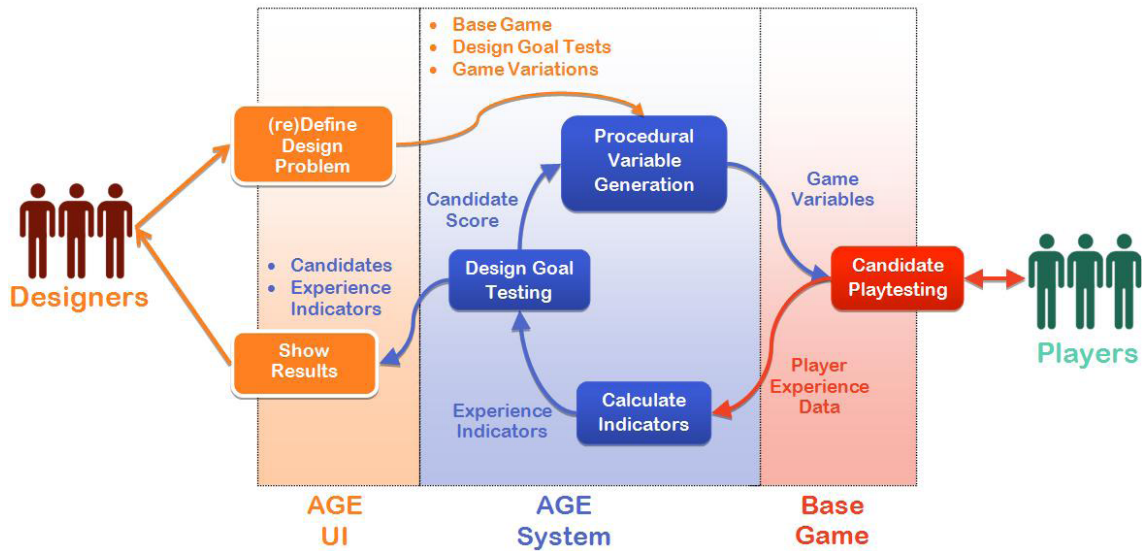 Base Game
Design Goal Tests
Game Variations
(re)Define
Design
Problem
Procedural
Variable
Generation
Candidate
Score
Game
Variables
Candidates
Experience
Indicators
Design Goal
Testing
Candidate
Playtesting
Designers
Show
Results
Players
Experience
Indicators
Calculate
Indicators
Player
Experience
Data
AGE
UI
AGE
System
Base
Game